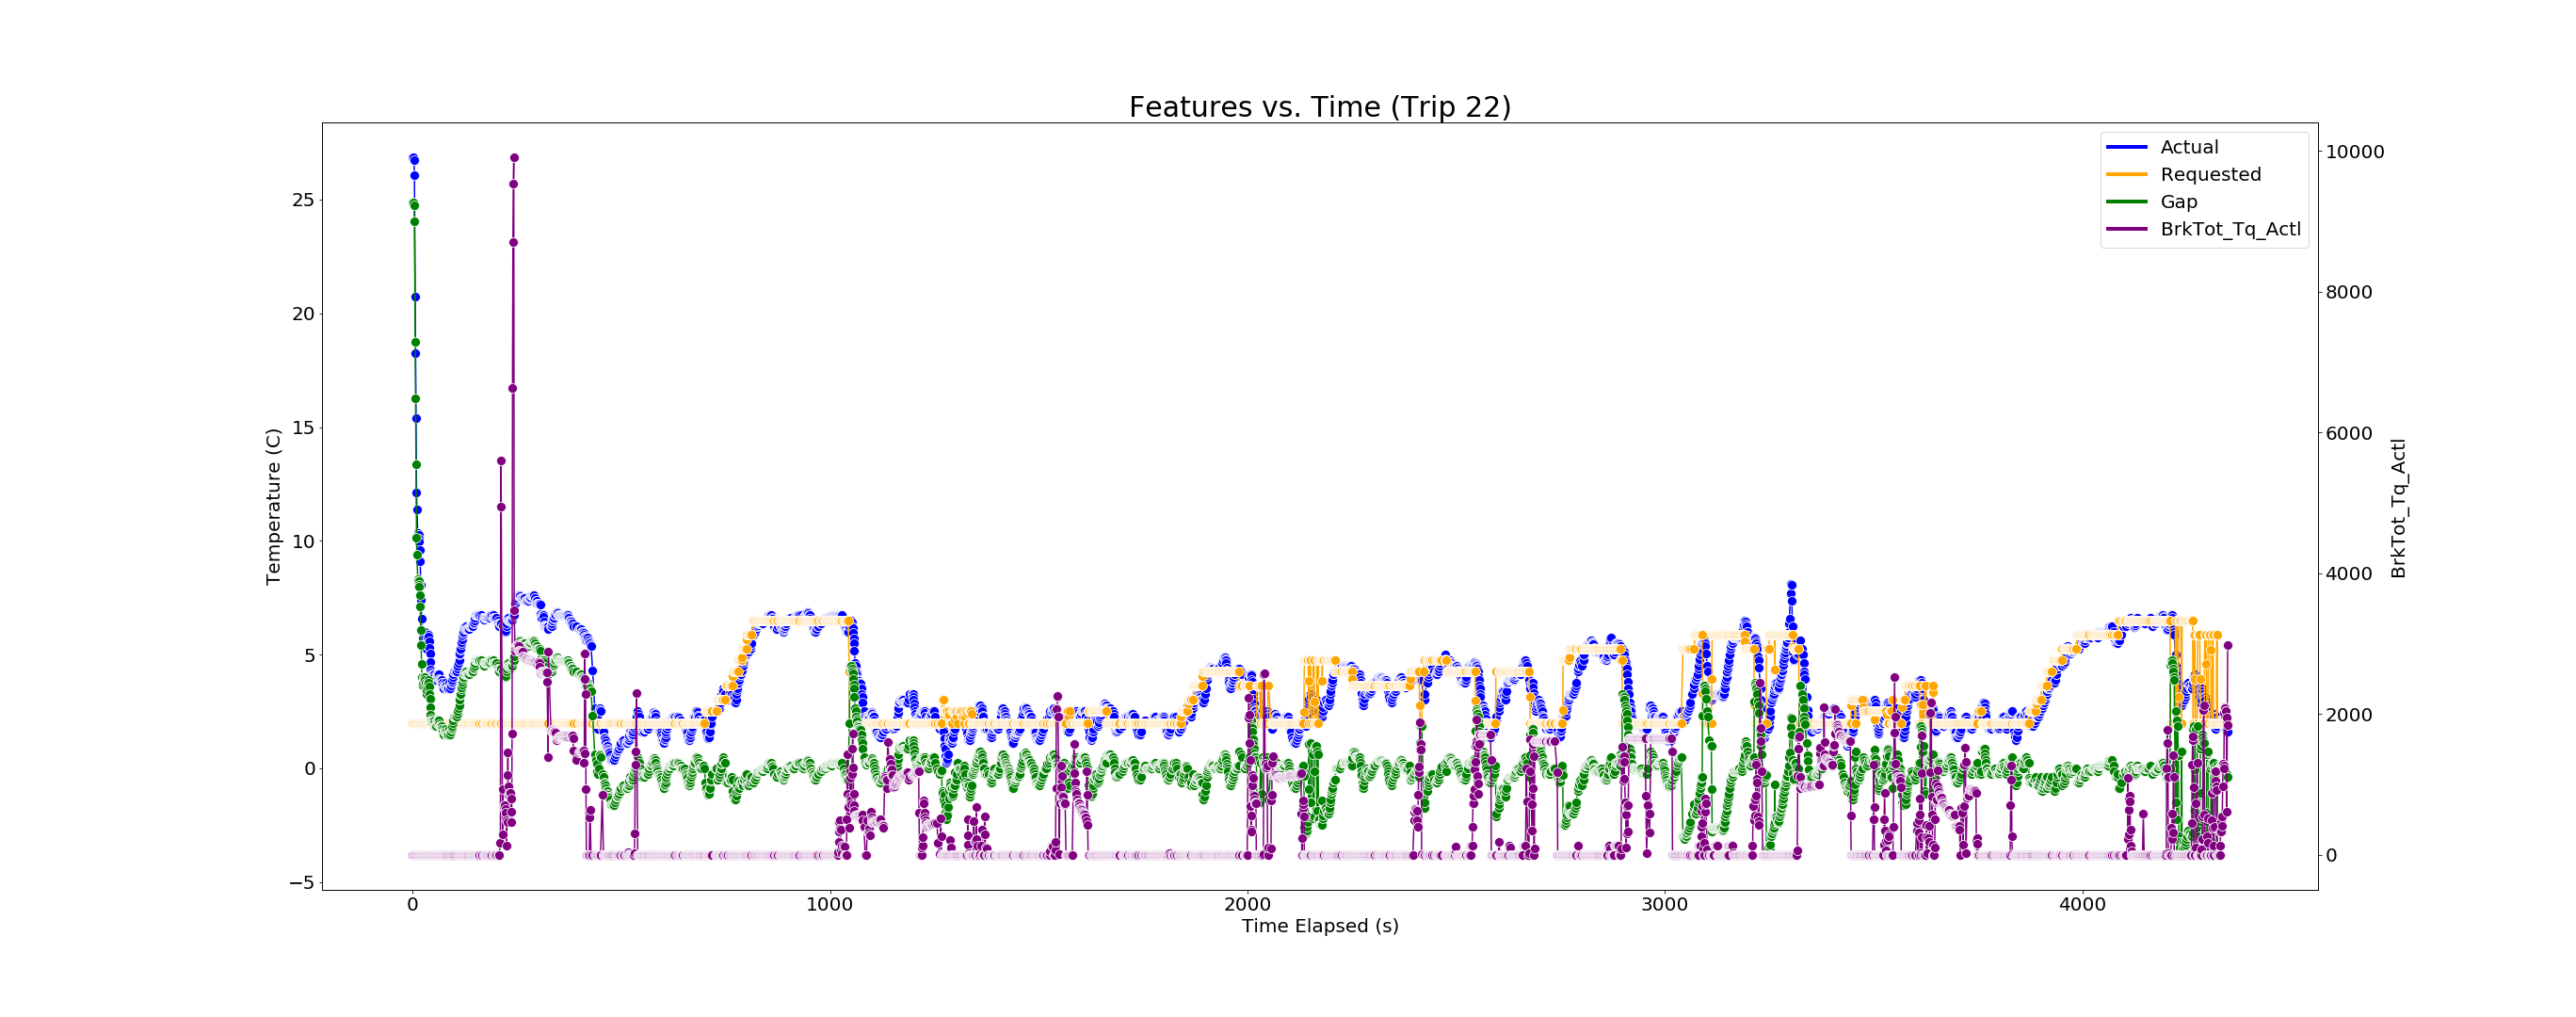 Features vs. Time (Trip 22)
Actual
Requested
Gap
BrkTot_Tq_Actl
25
20
15
10
5
0
−5
Temperature (C)
10000
8000
6000
4000
2000
0
BrkTot_Tq_Actl
0
1000
2000
3000
4000
Time Elapsed (s)